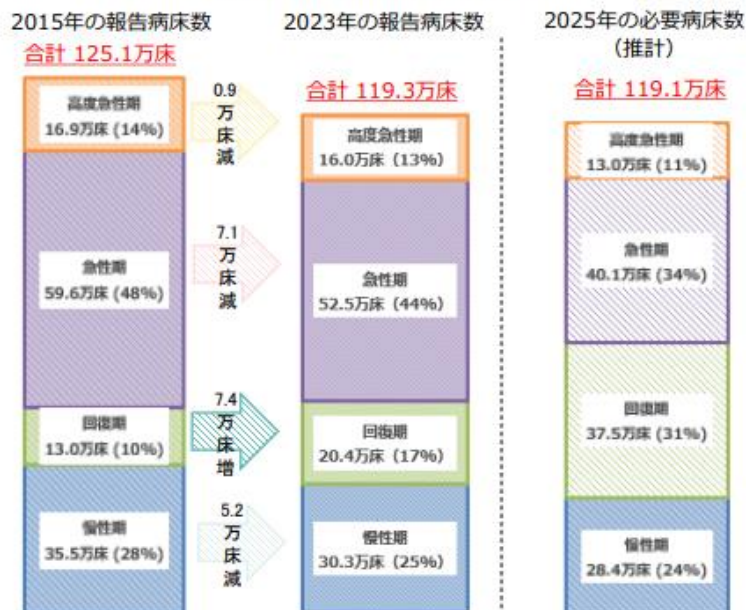 2015年の報告病床数
合計 125.1万床
高度急性期
16.9万床 (14%)
急性期
59.6万床 (48%)
回復期
13.0万床 (10%)
慢性期
35.5万床 (28%)
0.9
万
床
減
7.1
万
床
減
7.4
万
床
増
5.2
万
床
減
2023年の報告病床数
合計 119.3万床
高度急性期
16.0万床（13%）
急性期
52.5万床（44%）
回復期
20.4万床（17%）
慢性期
30.3万床（25%）
2025年の必要病床数
（推計）
合計 119.1万床
高度急性期
13.0万床 (11%)
急性期
40.1万床 (34%)
回復期
37.5万床 (31%)
慢性期
28.4万床 (24%)